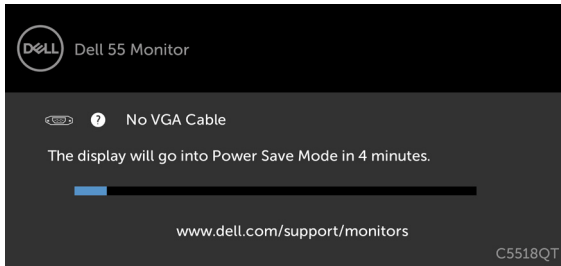 DELL Dell 55 Monitor
? No VGA Cable
The display will go into Power Save Mode in 4 minutes.
www.dell.com/support/monitors
C5518QT